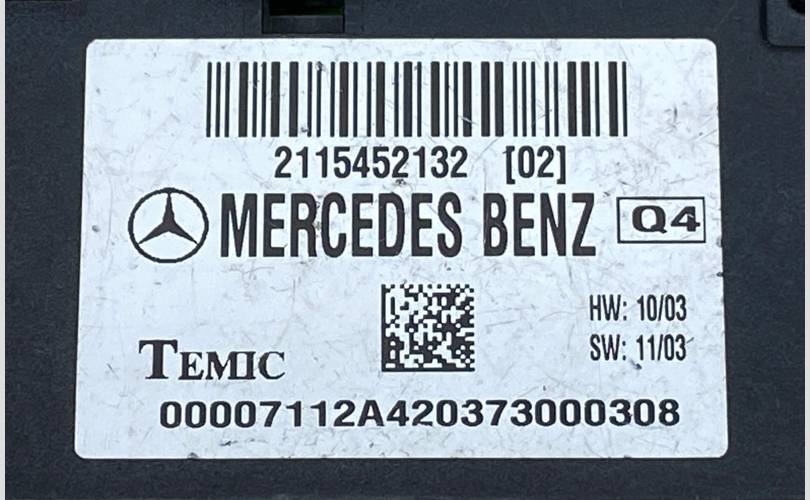 2115452132 [02]
MERCEDES BENZ Q4
HW: 10/03
SW: 11/03
TEMIC
00007112A420373000308